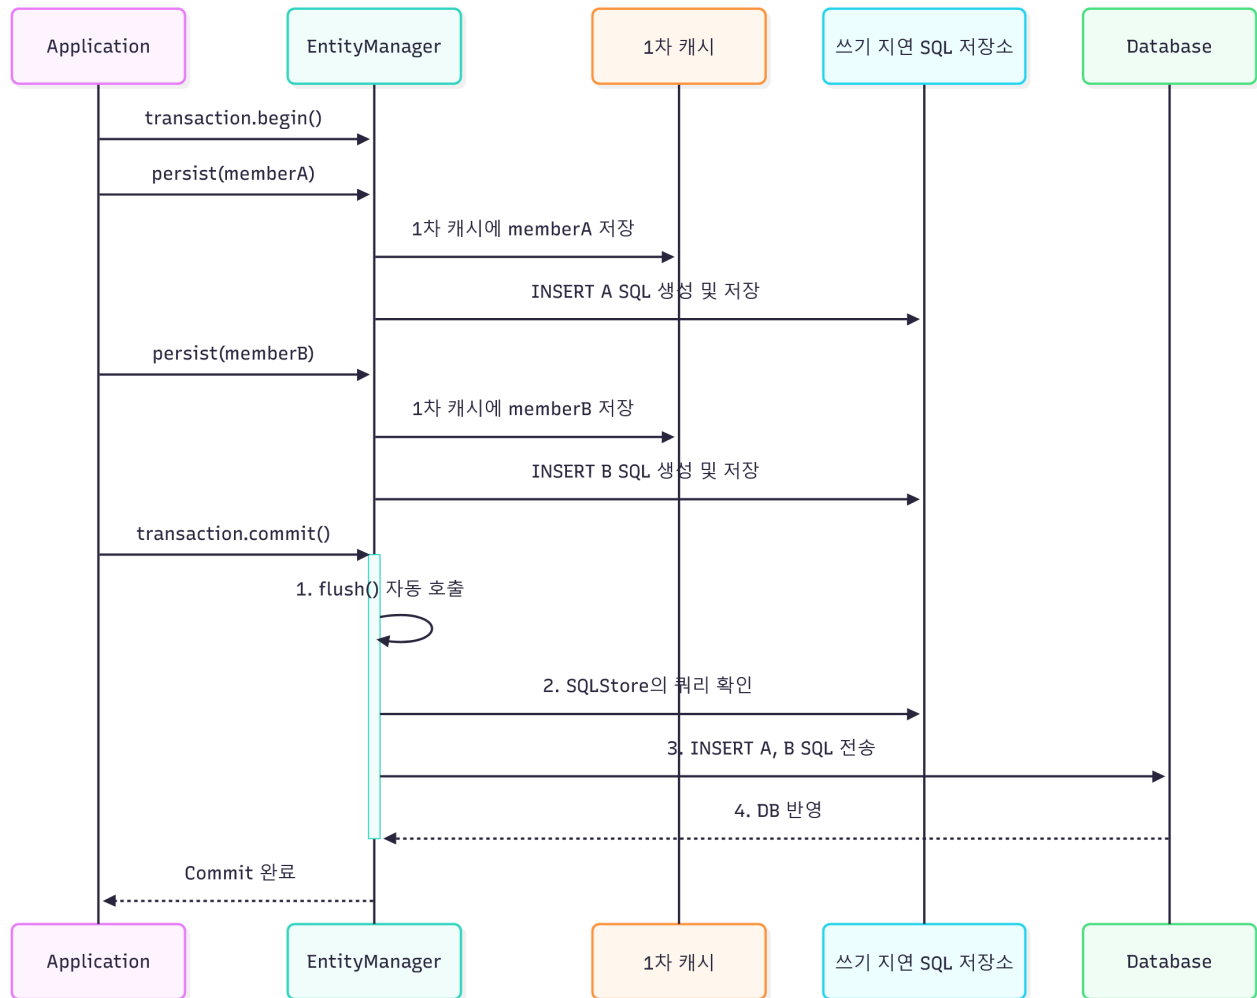 Application
EntityManager
1차 캐시
쓰기 지연 SQL 저장소
Database
transaction.begin()
persist(memberA)
1차 캐시에 memberA 저장
INSERT A SQL 생성 및 저장
persist(memberB)
1차 캐시에 memberB 저장
INSERT B SQL 생성 및 저장
transaction.commit()
1. flush() 자동 호출
2. SQLStore의 쿼리 확인
3. INSERT A, B SQL 전송
4. DB 반영
Commit 완료
Application
EntityManager
1차 캐시
쓰기 지연 SQL 저장소
Database